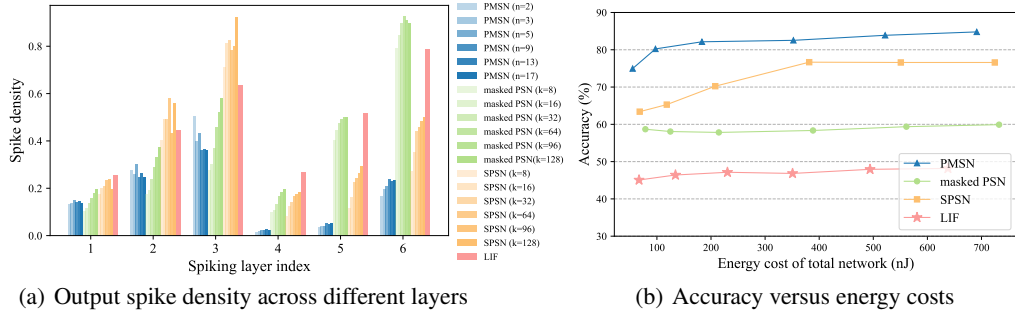 Spike density
0.8
0.6
0.4
0.2
0.0
1 2 3 4 5 6
Spiking layer index
PMSN (n=2)
PMSN (n=3)
PMSN (n=5)
PMSN (n=9)
PMSN (n=13)
PMSN (n=17)
masked PSN (k=8)
masked PSN (k=16)
masked PSN (k=32)
masked PSN (k=64)
masked PSN (k=96)
masked PSN(k=128)
SPSN (k=8)
SPSN (k=16)
SPSN (k=32)
SPSN (k=64)
SPSN (k=96)
SPSN (k=128)
LIF
(a) Output spike density across different layers
Accuracy (%)
90
80
70
60
50
40
30
100 200 300 400 500 600 700
Energy cost of total network (nJ)
PMSN
masked PSN
SPSN
LIF
(b) Accuracy versus energy costs